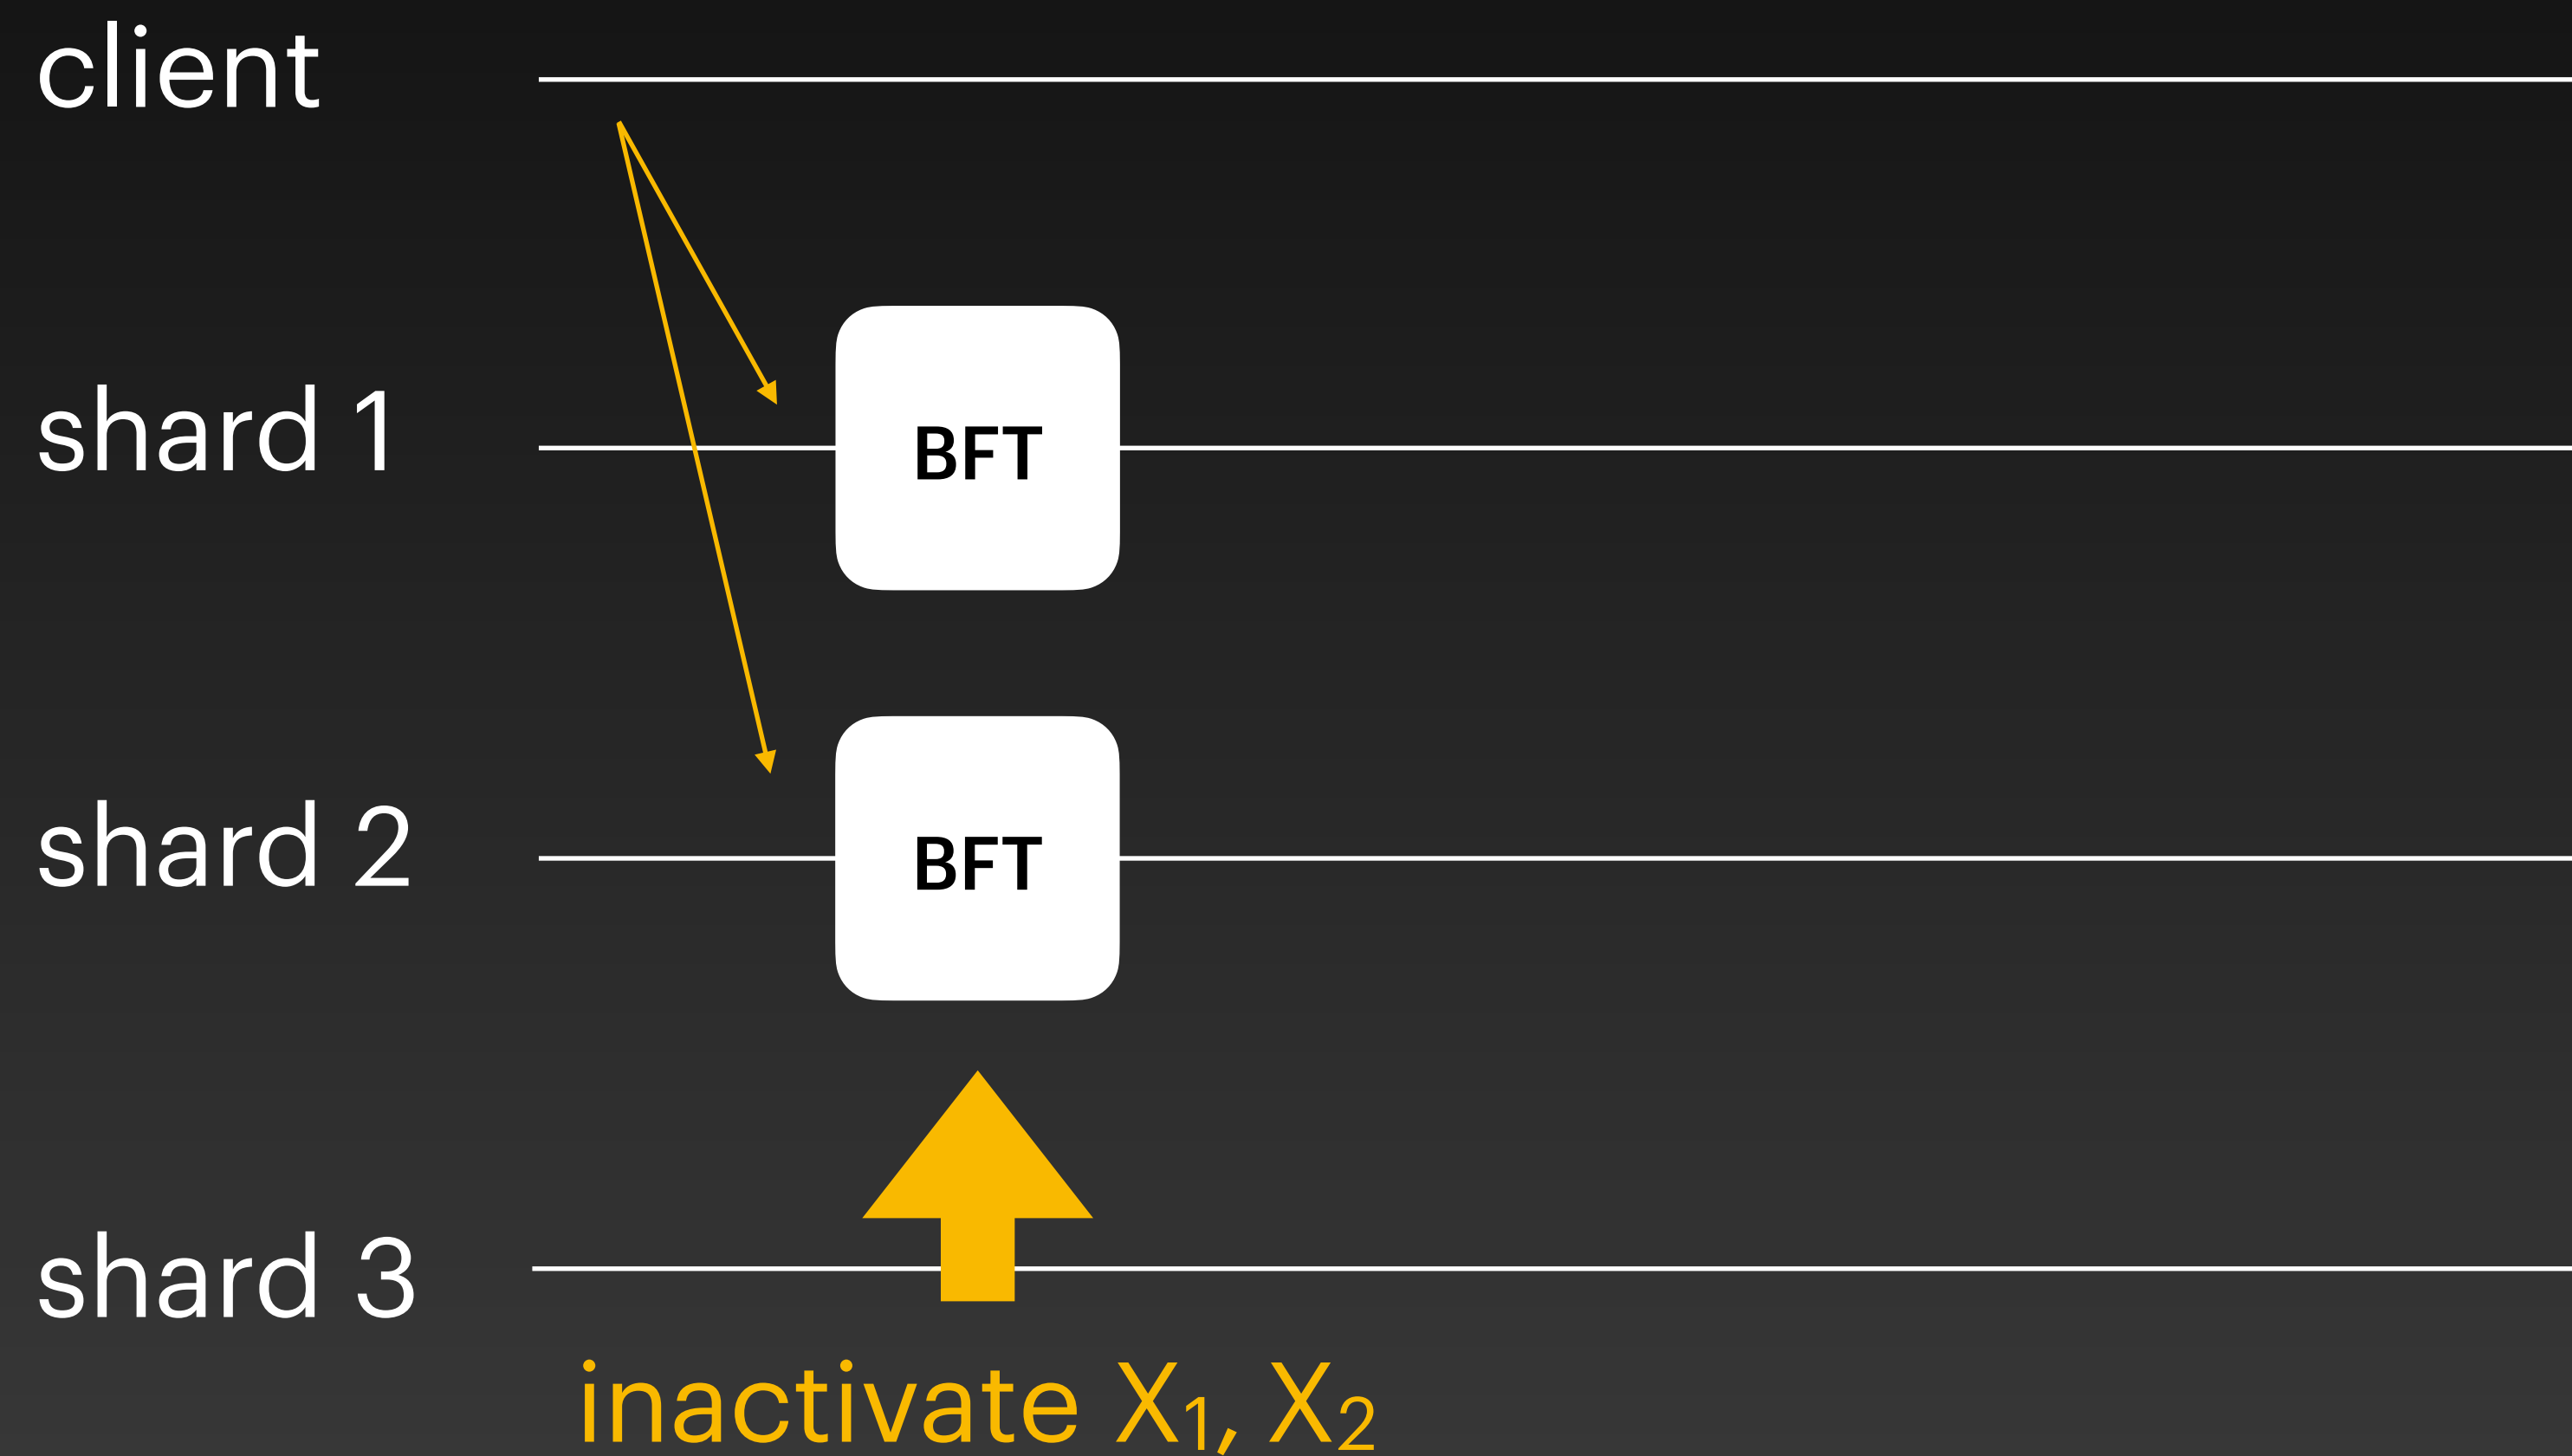 client
shard 1
BFT
shard 2
BFT
shard 3
inactivate X₁, X₂